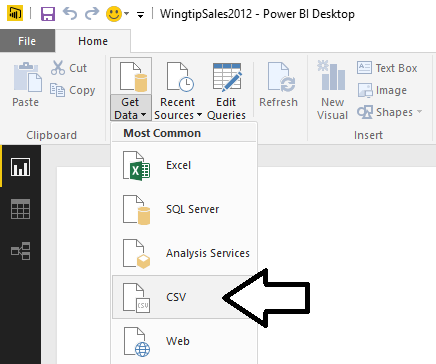 WingtipSales2012 - Power BI Desktop
File
Home
Paste
Cut
Copy
Clipboard
Get Data
Recent Sources
Edit Queries
Refresh
New Visual
Text Box
Image
Shapes
Insert
Most Common
Excel
SQL Server
Analysis Services
CSV
CSV
Web